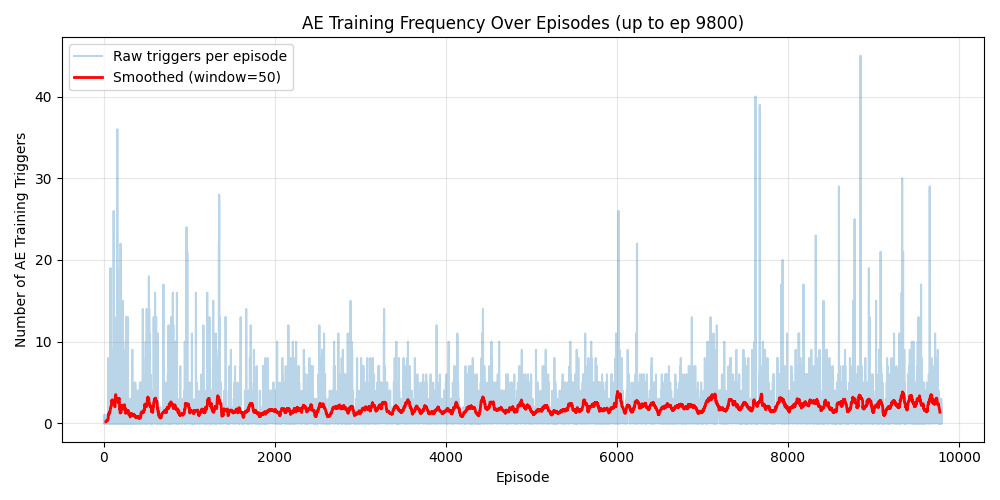 AE Training Frequency Over Episodes (up to ep 9800)
Raw triggers per episode
Smoothed (window=50)
Number of AE Training Triggers
40
30
20
10
0
0
2000
4000
6000
8000
10000
Episode